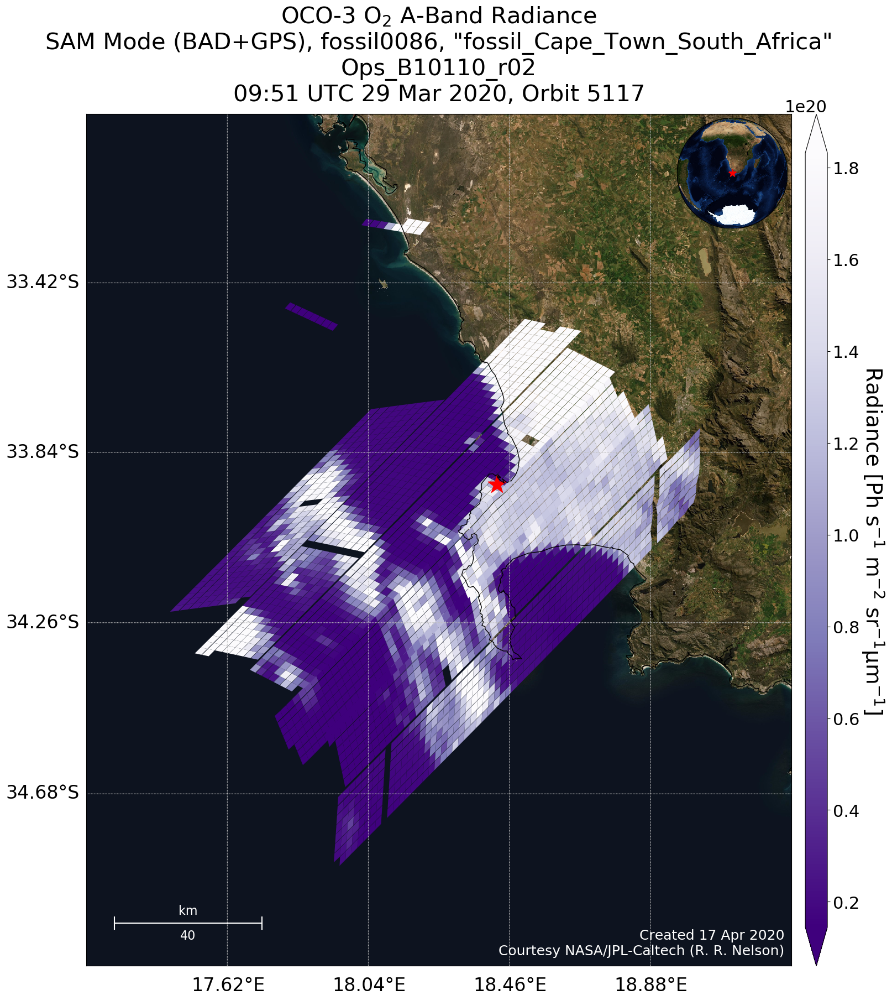 OCO-3 O₂ A-Band Radiance
SAM Mode (BAD+GPS), fossil0086, "fossil_Cape_Town_South_Africa"
Ops_B10110_r02
09:51 UTC 29 Mar 2020, Orbit 5117
1e20
1.8
1.6
1.4
1.2
1.0
0.8
0.6
0.4
0.2
Radiance [Ph s⁻¹ m⁻² sr⁻¹μm⁻¹]
33.42°S
33.84°S
34.26°S
34.68°S
km
40
Created 17 Apr 2020
Courtesy NASA/JPL-Caltech (R. R. Nelson)
17.62°E 18.04°E 18.46°E 18.88°E